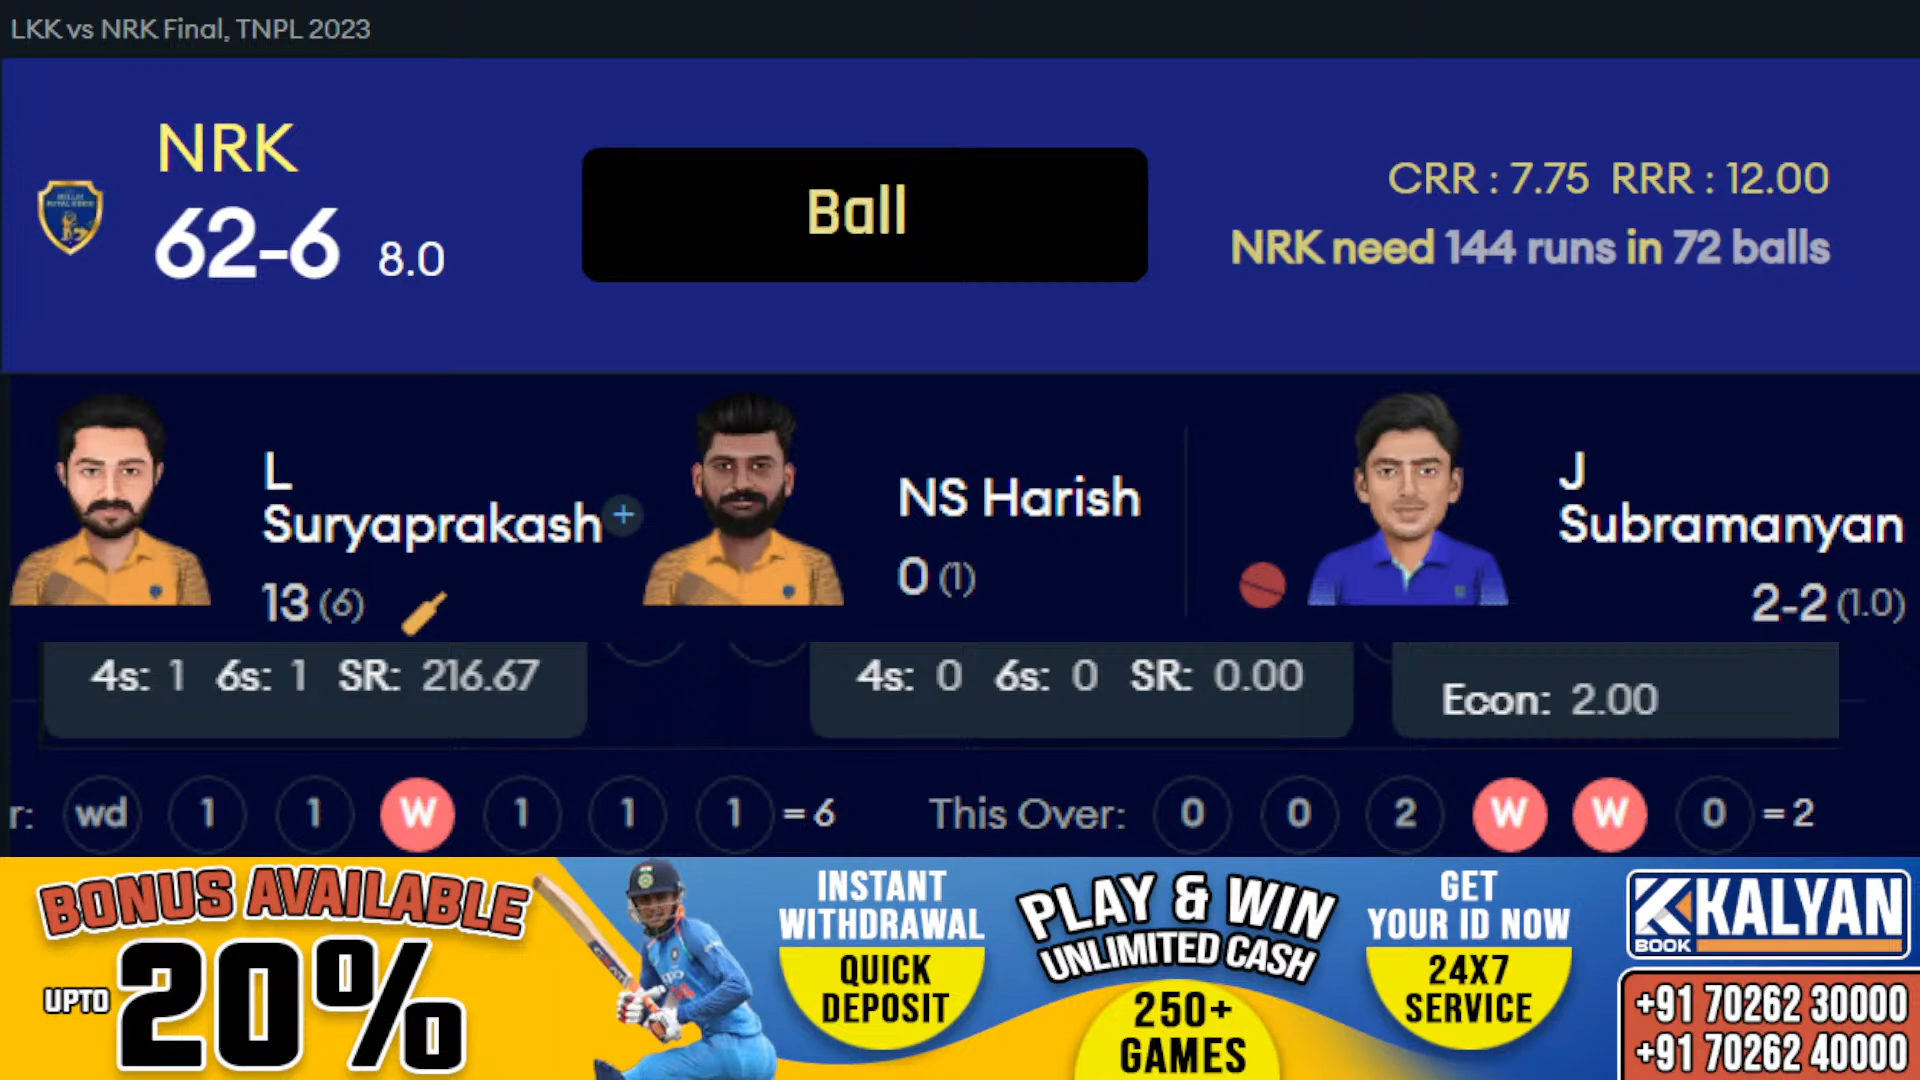 LKK vs NRK Final, TNPL 2023
NRK
62-6 8.0
Ball
CRR : 7.75 RRR : 12.00
NRK need 144 runs in 72 balls
L
Suryaprakash +
13 (6)
NS Harish
0 (1)
J
Subramanyan
2-2 (1.0)
4s: 1 6s: 1 SR: 216.67
4s: 0 6s: 0 SR: 0.00
Econ: 2.00
r: wd 1 1 W 1 1 1 = 6
This Over: 0 0 2 W W 0 = 2
BONUS AVAILABLE
UPTO 20%
INSTANT
WITHDRAWAL
QUICK
DEPOSIT
PLAY & WIN
UNLIMITED CASH
250+
GAMES
GET
YOUR ID NOW
24X7
SERVICE
KALYAN
BOOK
+91 70262 30000
+91 70262 40000